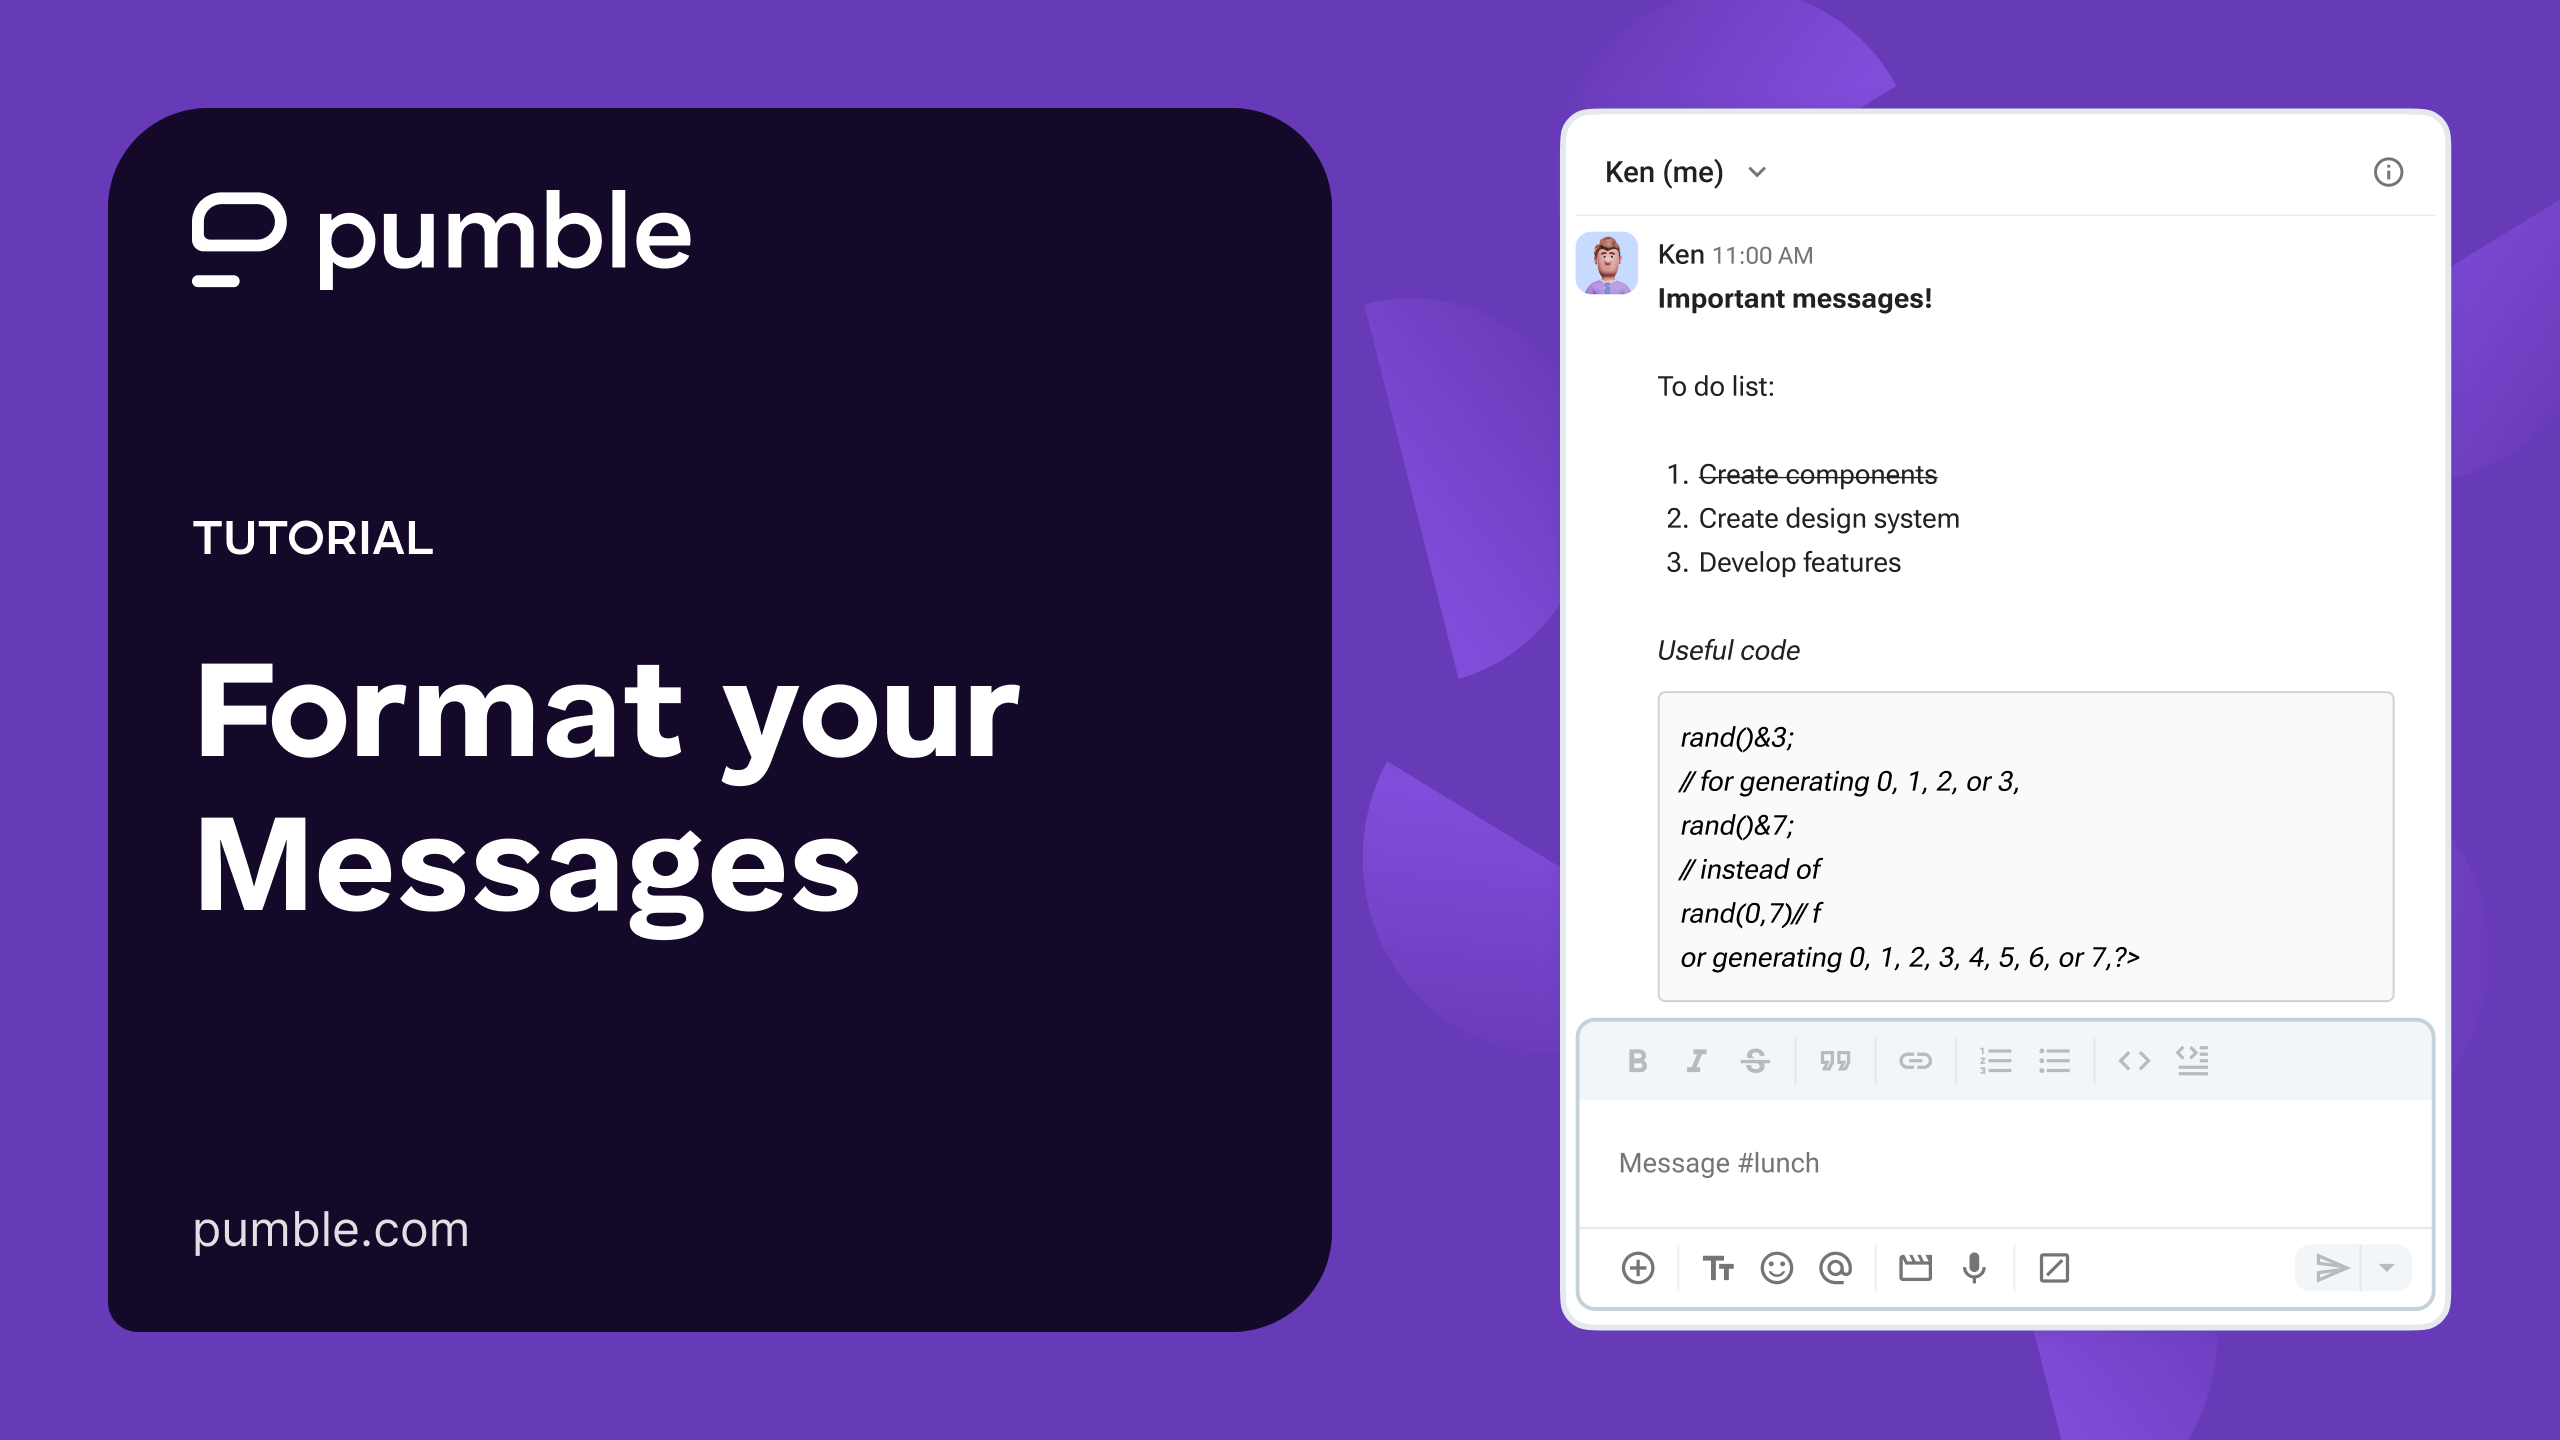 pumble
TUTORIAL
Format your
Messages
pumble.com
Ken (me)
Ken 11:00 AM
Important messages!
To do list:
1. Create components
2. Create design system
3. Develop features
Useful code
rand()&3;
// for generating 0, 1, 2, or 3,
rand()&7;
// instead of
rand(0,7)// f
or generating 0, 1, 2, 3, 4, 5, 6, or 7,?>
Message #lunch